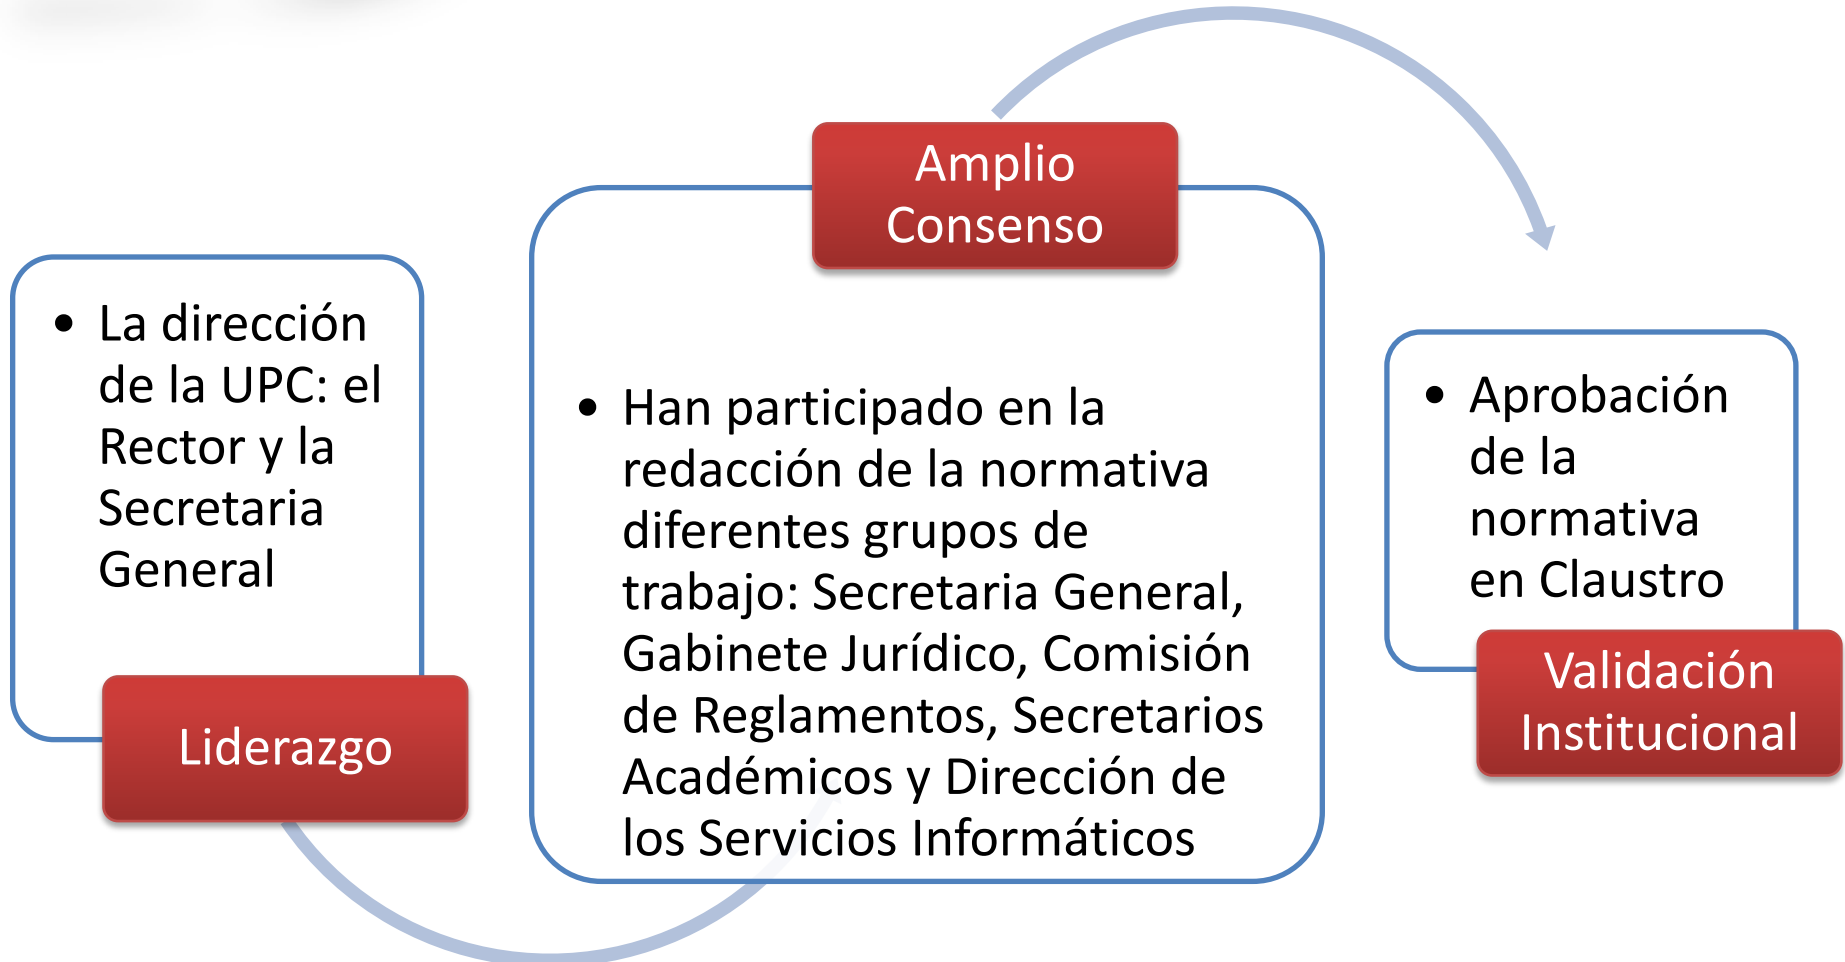 • La dirección
de la UPC: el
Rector y la
Secretaria
General
Liderazgo
Amplio
Consenso
• Han participado en la
redacción de la normativa
diferentes grupos de
trabajo: Secretaria General,
Gabinete Jurídico, Comisión
de Reglamentos, Secretarios
Académicos y Dirección de
los Servicios Informáticos
• Aprobación
de la
normativa
en Claustro
Validación
Institucional